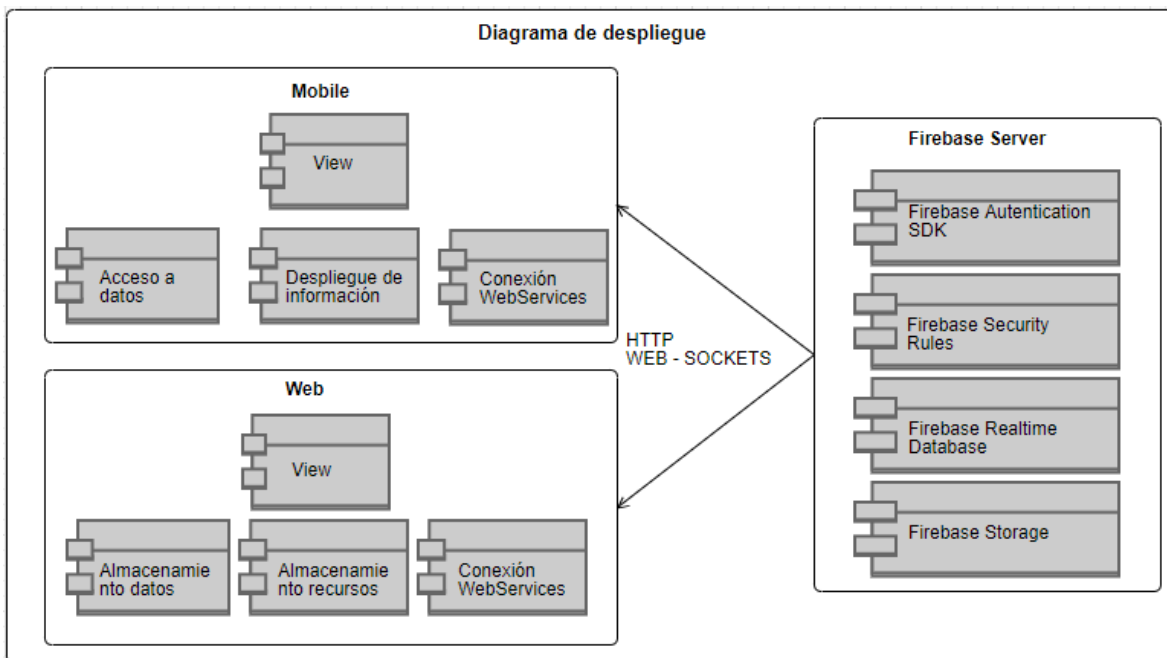 Diagrama de despliegue
Mobile
View
Acceso a
datos
Despliegue de
información
Conexión
WebServices
HTTP
WEB - SOCKETS
Web
View
Almacenamie
nto datos
Almacenamie
nto recursos
Conexión
WebServices
Firebase Server
Firebase Autentication
SDK
Firebase Security
Rules
Firebase Realtime
Database
Firebase Storage